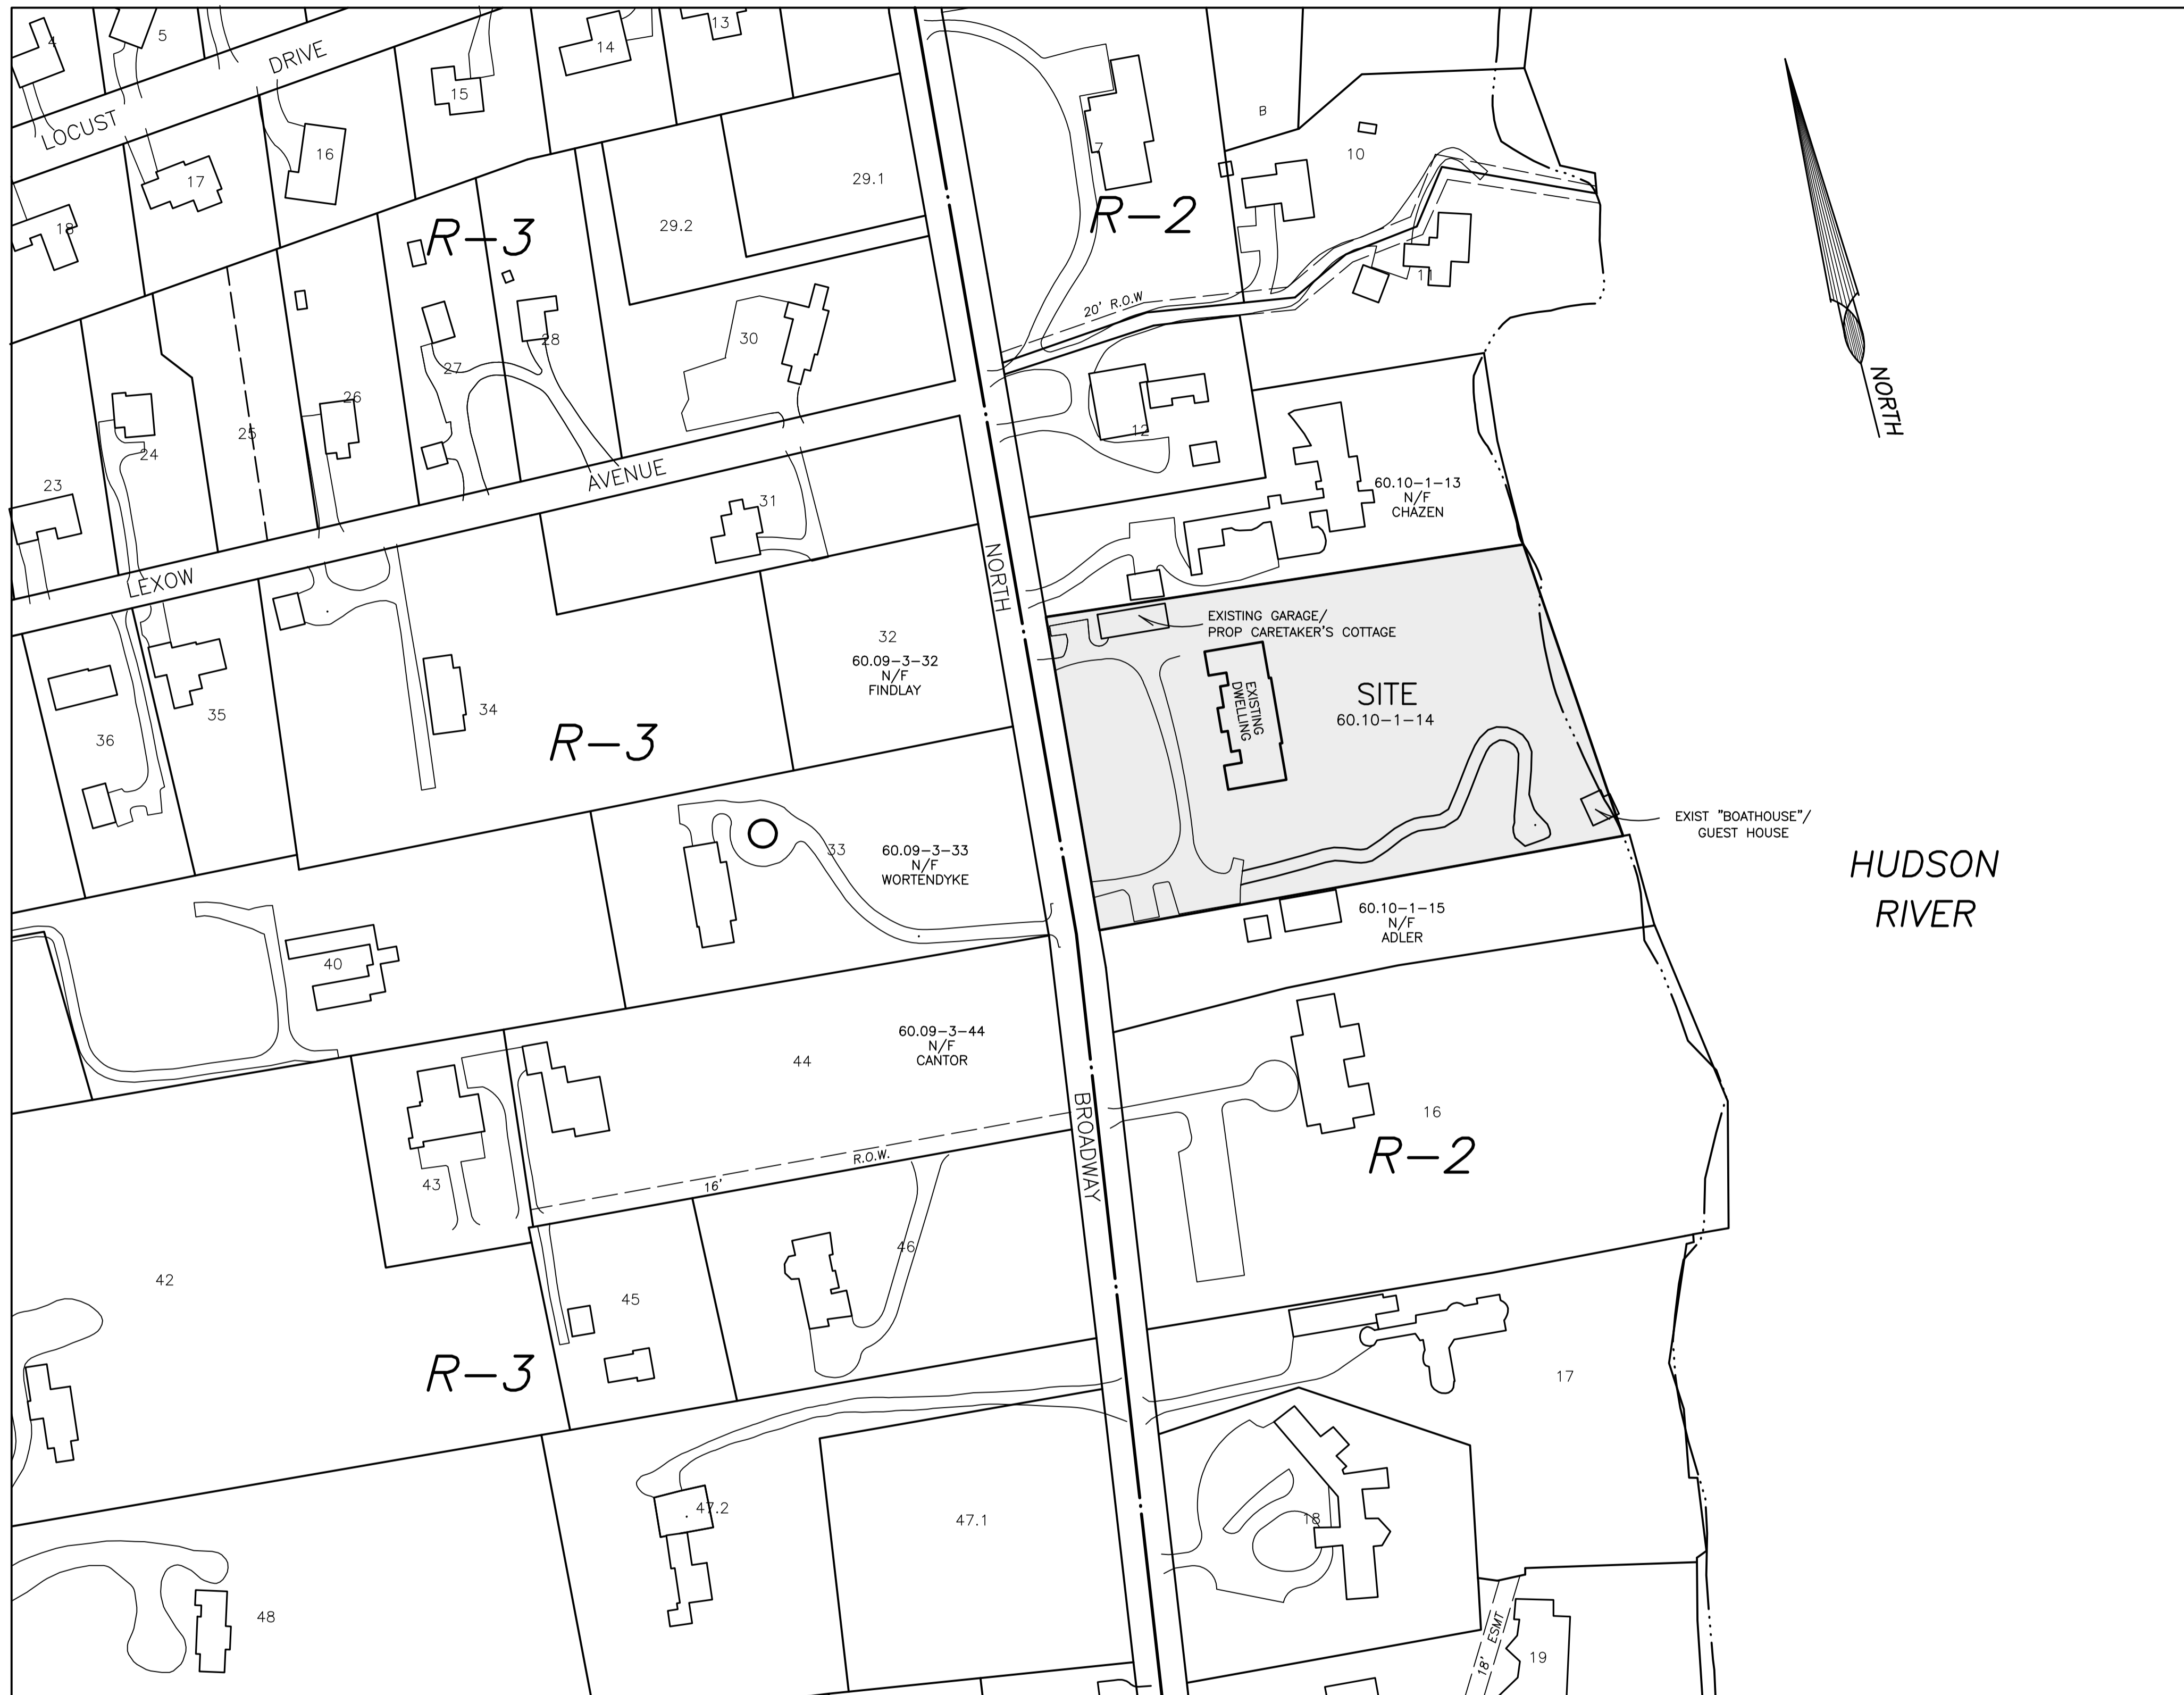 4
5
DRIVE
14
13
15
LOCUST
16
17
18
29.1
29.2
R-3
R-2
7
B
10
11
20' R.O.W
NORTH
30
28
27
26
25
24
23
12
AVENUE
31
60.10-1-13
N/F
CHAZEN
LEXOW
NORTH
EXISTING GARAGE/
PROP CARETAKER'S COTTAGE
32
60.09-3-32
N/F
FINDLAY
EXISTING
DWELLING
SITE
60.10-1-14
34
35
36
R-3
EXIST "BOATHOUSE"/
GUEST HOUSE
33
60.09-3-33
N/F
WORTENDYKE
HUDSON
RIVER
60.10-1-15
N/F
ADLER
40
60.09-3-44
N/F
CANTOR
44
16
R-2
BROADWAY
R.O.W.
16'
43
42
45
46
R-3
17
47.2
47.1
18
48
18' ESMT
19